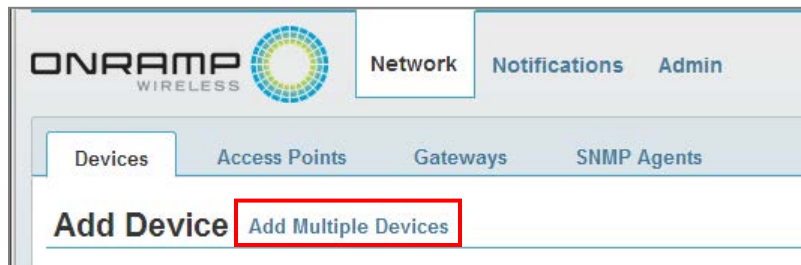 ONRAMP
WIRELESS
Network Notifications Admin
Devices Access Points Gateways SNMP Agents
Add Device Add Multiple Devices